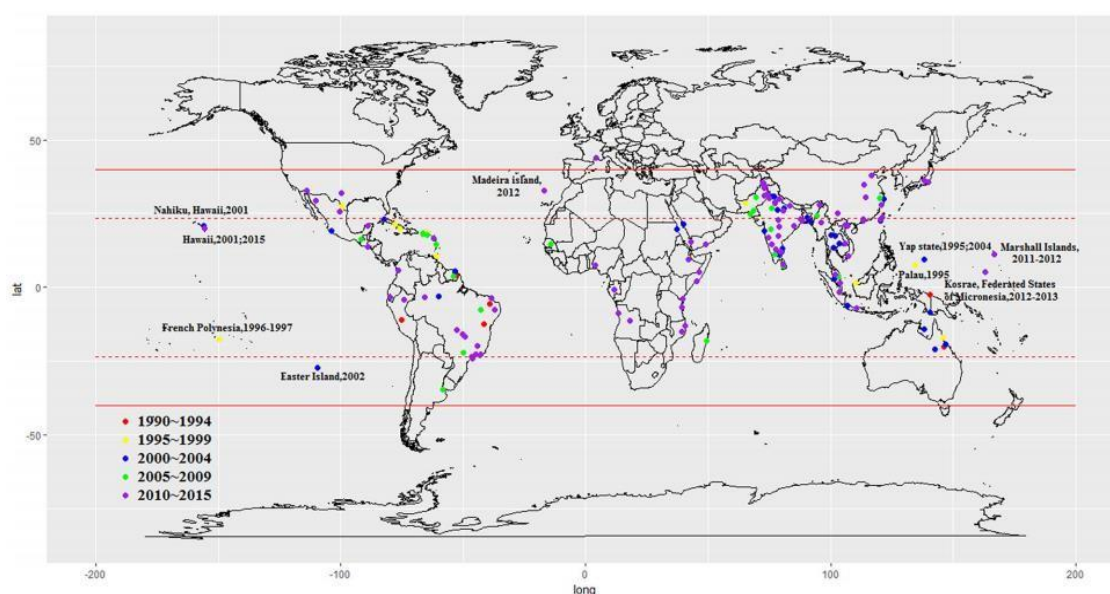 50
Madeira island,
2012
Nahiku, Hawaii,2001
Hawaii,2001;2015
Yap state,1995;2004
Marshall Islands,
2011-2012
Palau,1995
Kosrae, Federated States
of Micronesia,2012-2013
lat
0
French Polynesia,1996-1997
Easter Island,2002
1990~1994
1995~1999
2000~2004
2005~2009
2010~2015
-50
-200
-100
0
100
200
long